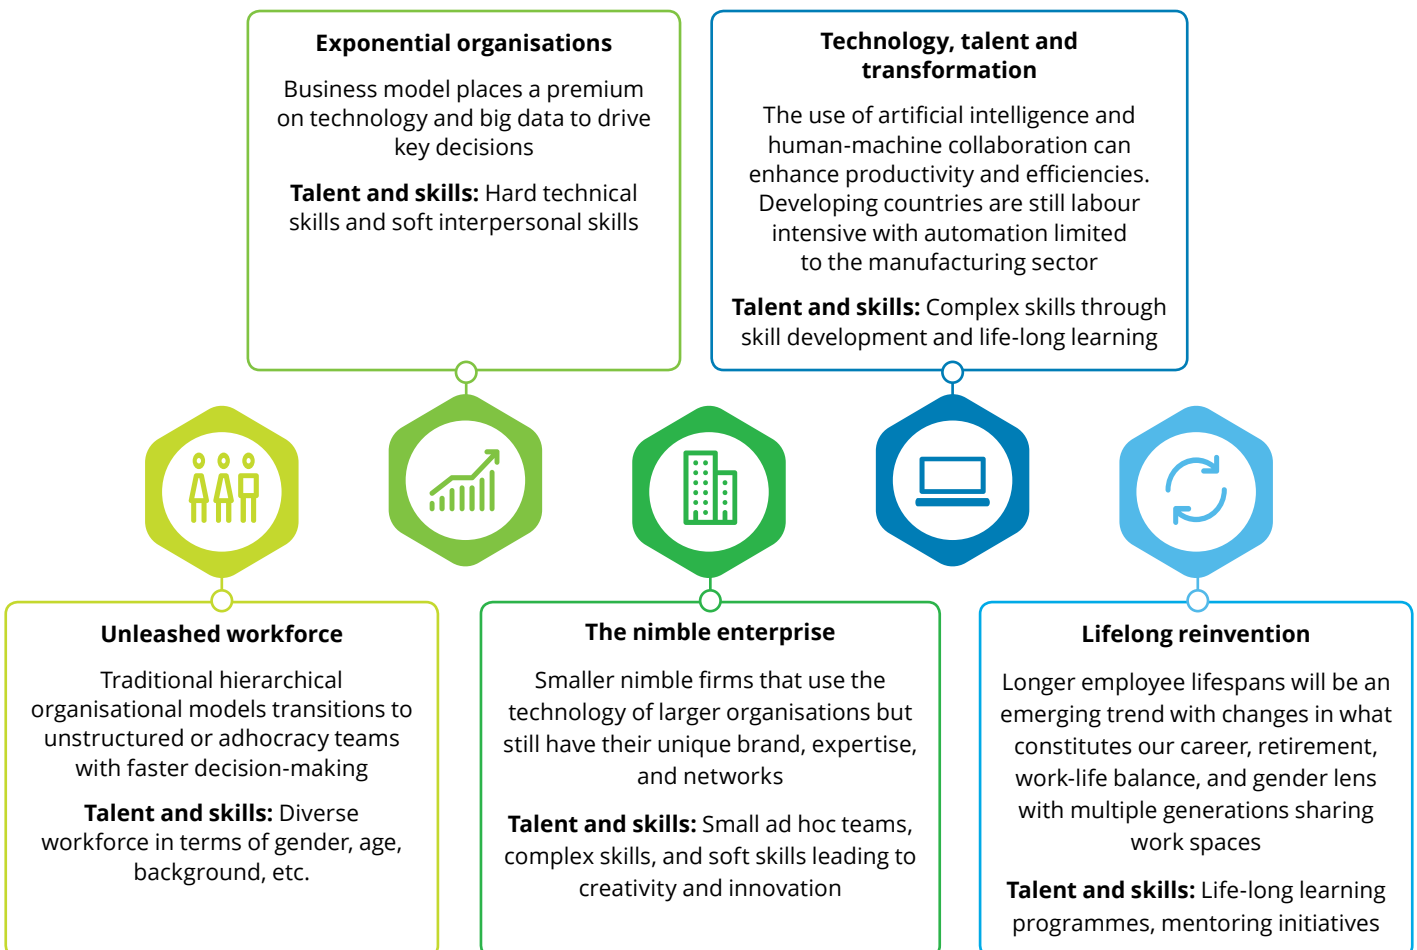 Exponential organisations
Business model places a premium
on technology and big data to drive
key decisions
Talent and skills: Hard technical
skills and soft interpersonal skills
Technology, talent and
transformation
The use of artificial intelligence and
human-machine collaboration can
enhance productivity and efficiencies.
Developing countries are still labour
intensive with automation limited
to the manufacturing sector
Talent and skills: Complex skills through
skill development and life-long learning
Unleashed workforce
Traditional hierarchical
organisational models transitions to
unstructured or adhocracy teams
with faster decision-making
Talent and skills: Diverse
workforce in terms of gender, age,
background, etc.
The nimble enterprise
Smaller nimble firms that use the
technology of larger organisations but
still have their unique brand, expertise,
and networks
Talent and skills: Small ad hoc teams,
complex skills, and soft skills leading to
creativity and innovation
Lifelong reinvention
Longer employee lifespans will be an
emerging trend with changes in what
constitutes our career, retirement,
work-life balance, and gender lens
with multiple generations sharing
work spaces
Talent and skills: Life-long learning
programmes, mentoring initiatives